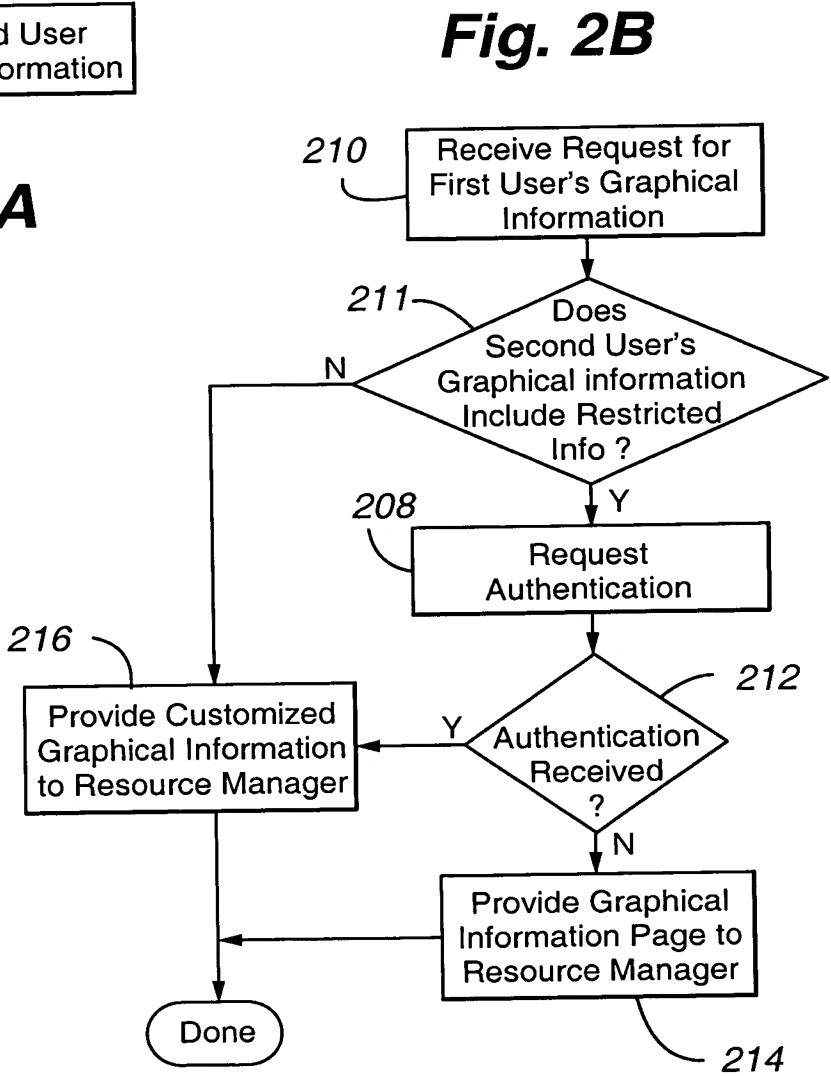 d User
ormation
Fig. 2B
A
210
Receive Request for
First User's Graphical
Information
211
Does
Second User's
Graphical information
Include Restricted
Info ?
N
Y
208
Request
Authentication
216
Provide Customized
Graphical Information
to Resource Manager
Y
212
Authentication
Received
?
N
Provide Graphical
Information Page to
Resource Manager
Done
214